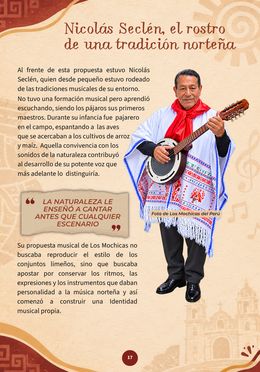 Nicolás Seclén, el rostro
de una tradición norteña
Al frente de esta propuesta estuvo Nicolás
Seclén, quien desde pequeño estuvo rodeado
de las tradiciones musicales de su entorno.
No tuvo una formación musical pero aprendió
escuchando, siendo los pájaros sus primeros
maestros. Durante su infancia fue pajarero
en el campo, espantando a las aves
que se acercaban a los cultivos de arroz
y maíz. Aquella convivencia con los
sonidos de la naturaleza contribuyó
al desarrollo de su potente voz que
más adelante lo distinguiría.
LA NATURALEZA LE
ENSEÑÓ A CANTAR
ANTES QUE CUALQUIER
ESCENARIO
Foto de Los Mochicas del Perú
Su propuesta musical de Los Mochicas no
buscaba reproducir el estilo de los
conjuntos limeños, sino que buscaba
apostar por conservar los ritmos, las
expresiones y los instrumentos que daban
personalidad a la música norteña y así
comenzó a construir una Identidad
musical propia.
17